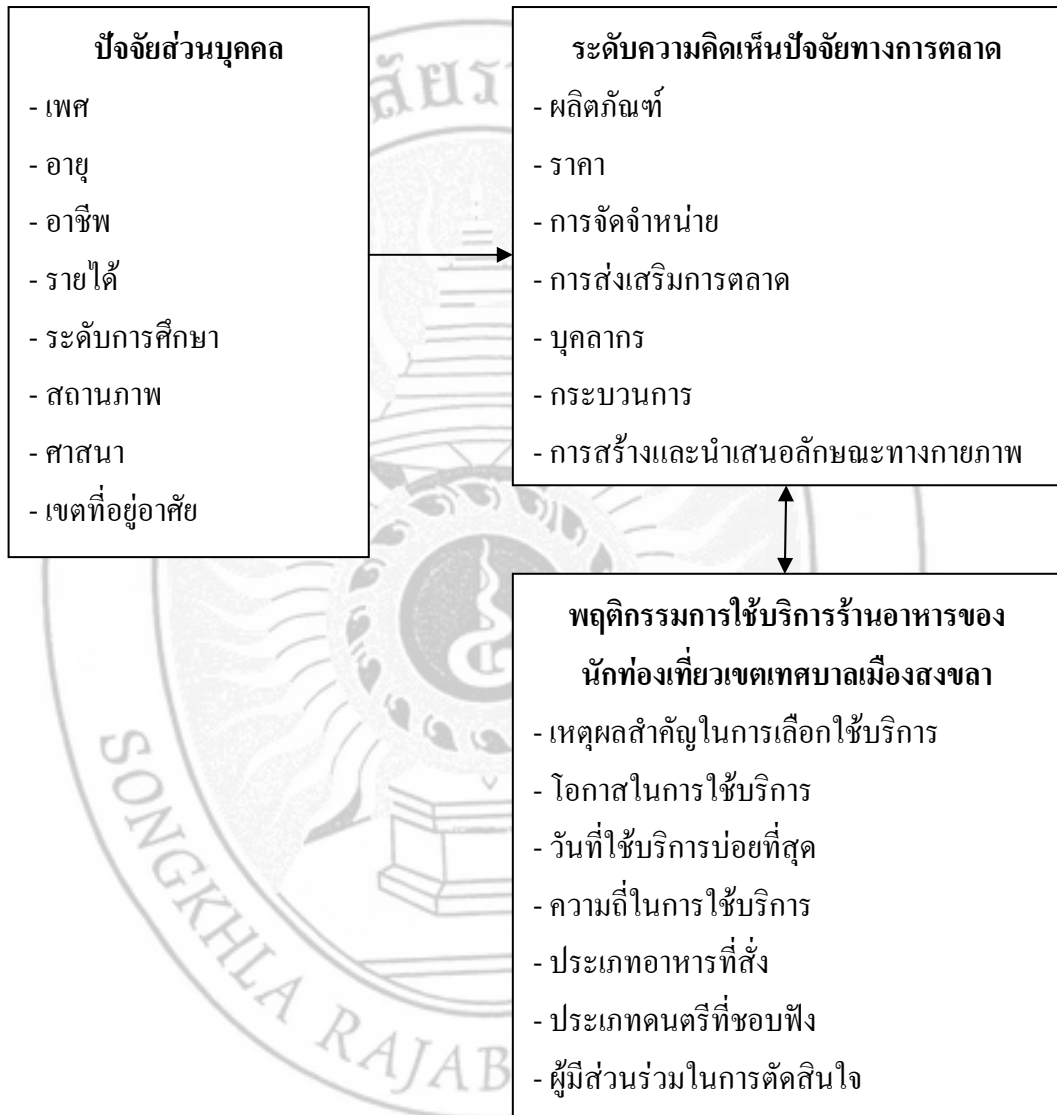 ปัจจัยส่วนบุคคล
- เพศ
- อายุ
- อาชีพ
- รายได้
- ระดับการศึกษา
- สถานภาพ
- ศาสนา
- เขตที่อยู่อาศัย
ระดับความคิดเห็นปัจจัยทางการตลาด
- ผลิตภัณฑ์
- ราคา
- การจัดจำหน่าย
- การส่งเสริมการตลาด
- บุคลากร
- กระบวนการ
- การสร้างและนำเสนอลักษณะทางกายภาพ
พฤติกรรมการใช้บริการร้านอาหารของ
นักท่องเที่ยวเขตเทศบาลเมืองสงขลา
- เหตุผลสำคัญในการเลือกใช้บริการ
- โอกาสในการใช้บริการ
- วันที่ใช้บริการบ่อยที่สุด
- ความถี่ในการใช้บริการ
- ประเภทอาหารที่สั่ง
- ประเภทดนตรีที่ชอบฟัง
- ผู้มีส่วนร่วมในการตัดสินใจ
SONGKHLA RAJAB